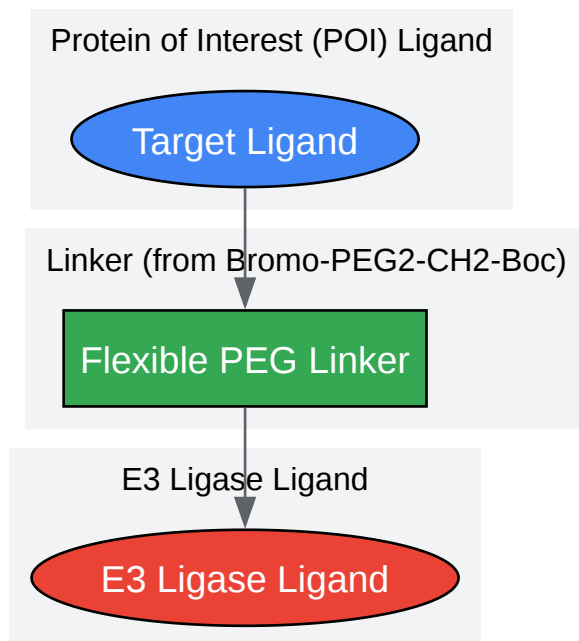 Protein of Interest (POI) Ligand
Target Ligand
Linker (from Bromo-PEG2-CH2-Boc)
Flexible PEG Linker
E3 Ligase Ligand
E3 Ligase Ligand